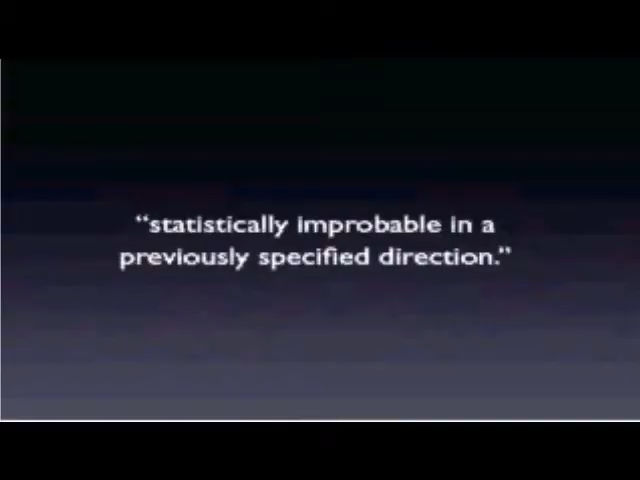 “statistically improbable in a
previously specified direction.”